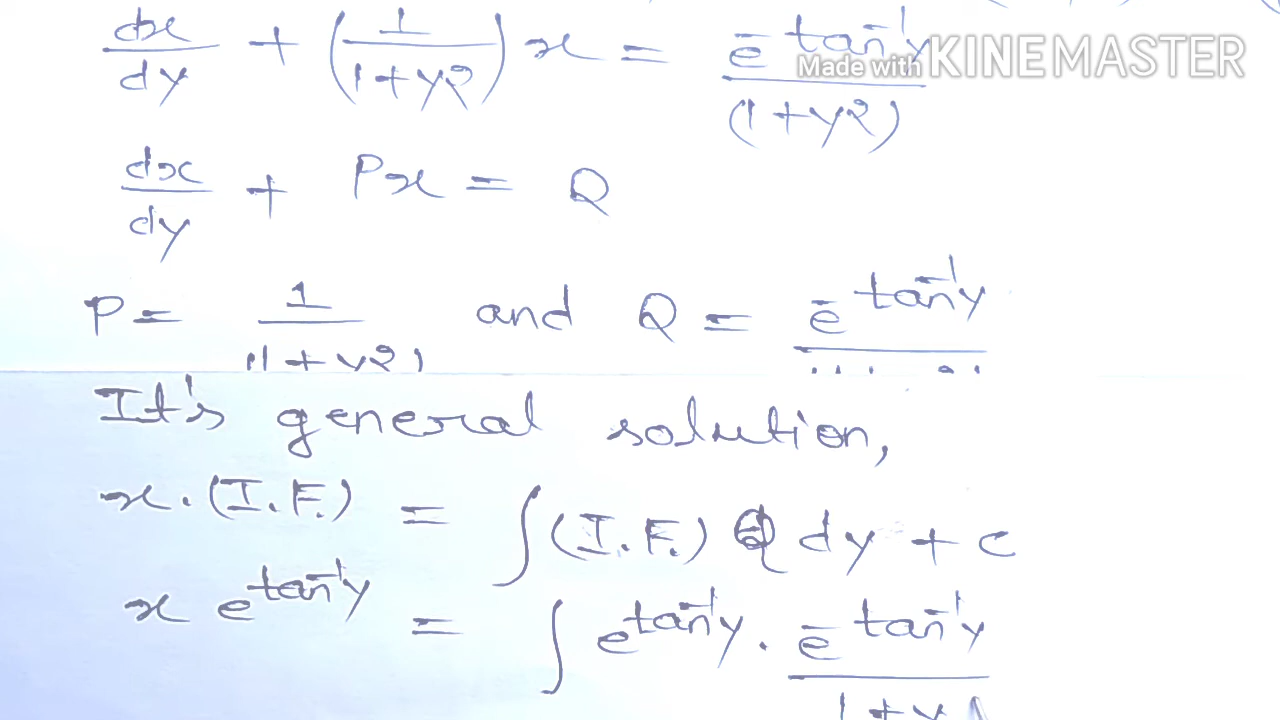 dx/dy + (1/(1+y²)) x = e^-tan⁻¹y/(1+y²)
Made with KINEMASTER
dx/dy + Px = Q
P = 1/(1+y²) and Q = e^-tan⁻¹y
It's general solution,
x. (I.F.) = ∫ (I.F.) Q dy + c
x e^tan⁻¹y = ∫ e^tan⁻¹y . e^-tan⁻¹y/1+y